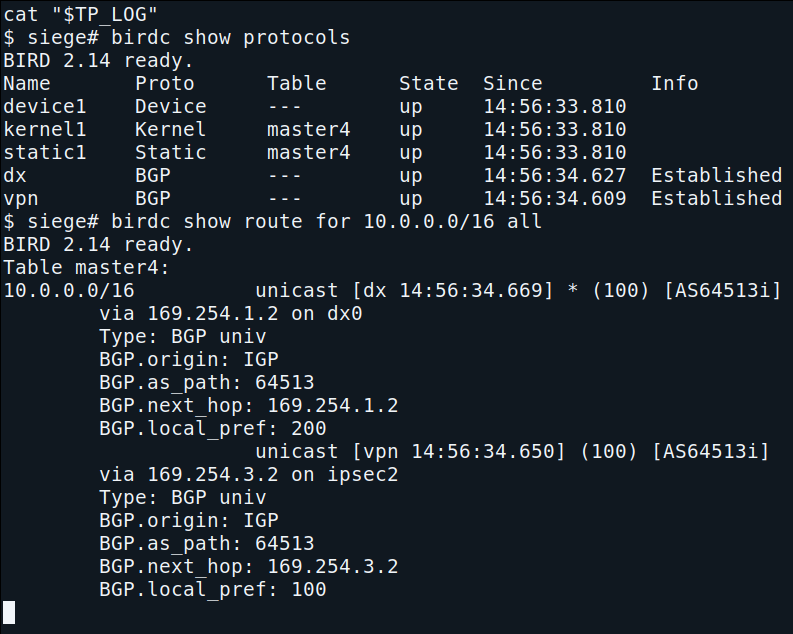 cat "$TP_LOG"
$ siege# birdc show protocols
BIRD 2.14 ready.
Name       Proto      Table      State  Since         Info
device1    Device     ---        up     14:56:33.810
kernel1    Kernel     master4    up     14:56:33.810
static1    Static     master4    up     14:56:33.810
dx         BGP        ---        up     14:56:34.627  Established
vpn        BGP        ---        up     14:56:34.609  Established
$ siege# birdc show route for 10.0.0.0/16 all
BIRD 2.14 ready.
Table master4:
10.0.0.0/16          unicast [dx 14:56:34.669] * (100) [AS64513i]
        via 169.254.1.2 on dx0
        Type: BGP univ
        BGP.origin: IGP
        BGP.as_path: 64513
        BGP.next_hop: 169.254.1.2
        BGP.local_pref: 200
                     unicast [vpn 14:56:34.650] (100) [AS64513i]
        via 169.254.3.2 on ipsec2
        Type: BGP univ
        BGP.origin: IGP
        BGP.as_path: 64513
        BGP.next_hop: 169.254.3.2
        BGP.local_pref: 100